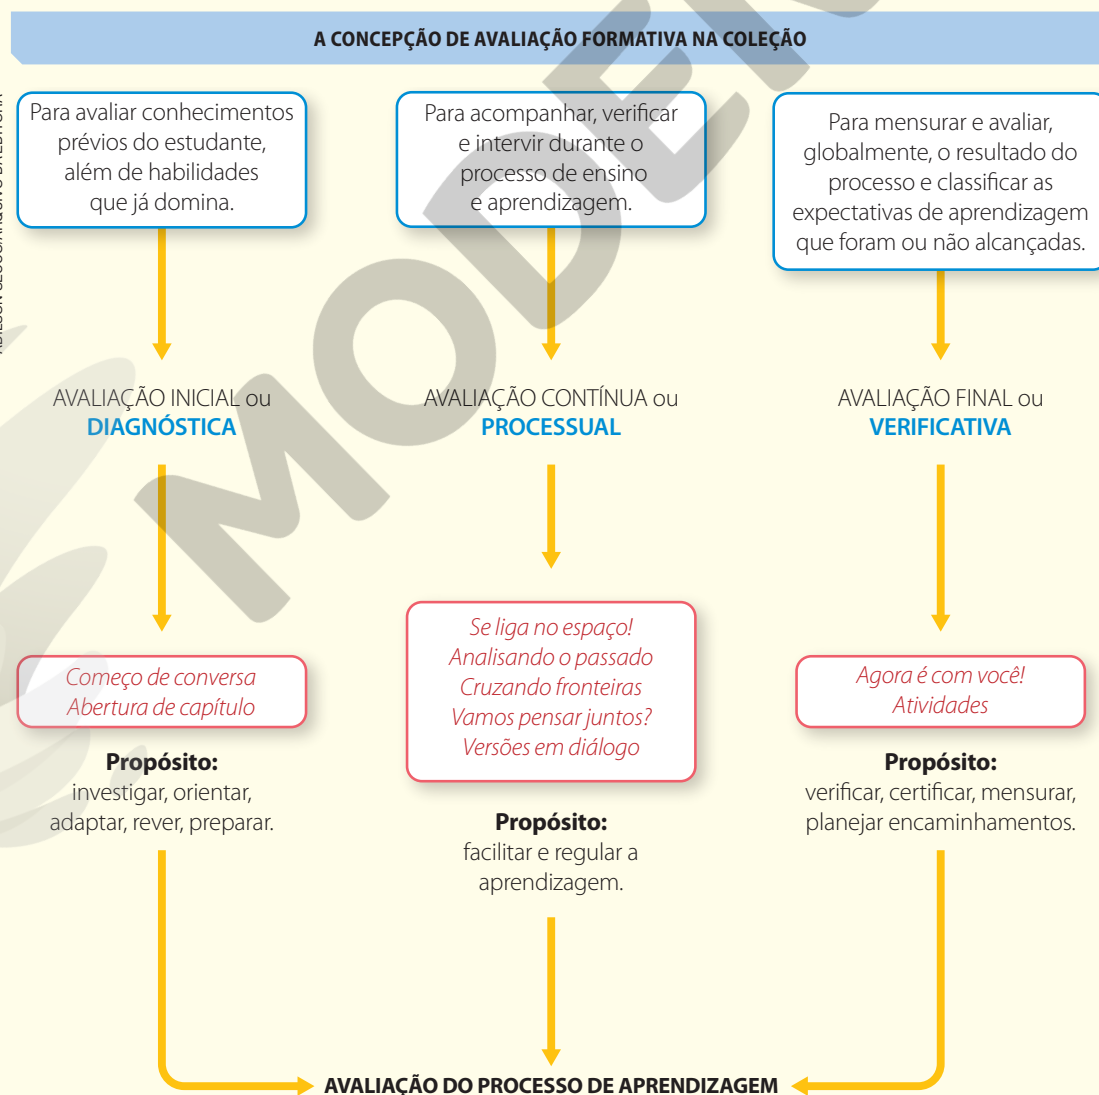 A CONCEPÇÃO DE AVALIAÇÃO FORMATIVA NA COLEÇÃO
Para avaliar conhecimentos
prévios do estudante,
além de habilidades
que já domina.
Para acompanhar, verificar
e intervir durante o
processo de ensino
e aprendizagem.
Para mensurar e avaliar,
globalmente, o resultado do
processo e classificar as
expectativas de aprendizagem
que foram ou não alcançadas.
AVALIAÇÃO INICIAL ou
DIAGNÓSTICA
AVALIAÇÃO CONTÍNUA ou
PROCESSUAL
AVALIAÇÃO FINAL ou
VERIFICATIVA
Começo de conversa
Abertura de capítulo
Se liga no espaço!
Analisando o passado
Cruzando fronteiras
Vamos pensar juntos?
Versões em diálogo
Agora é com você!
Atividades
Propósito:
investigar, orientar,
adaptar, rever, preparar.
Propósito:
facilitar e regular a
aprendizagem.
Propósito:
verificar, certificar, mensurar,
planejar encaminhamentos.
AVALIAÇÃO DO PROCESSO DE APRENDIZAGEM